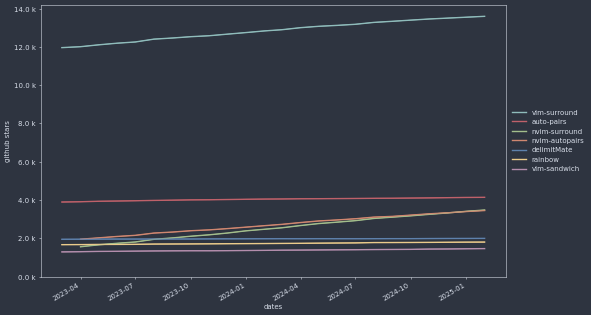 14.0 k
12.0 k
10.0 k
8.0 k
6.0 k
4.0 k
2.0 k
0.0 k
github stars
2023-04
2023-07
2023-10
2024-01
2024-04
2024-07
2024-10
2025-01
dates
vim-surround
auto-pairs
nvim-surround
nvim-autopairs
delimitMate
rainbow
vim-sandwich